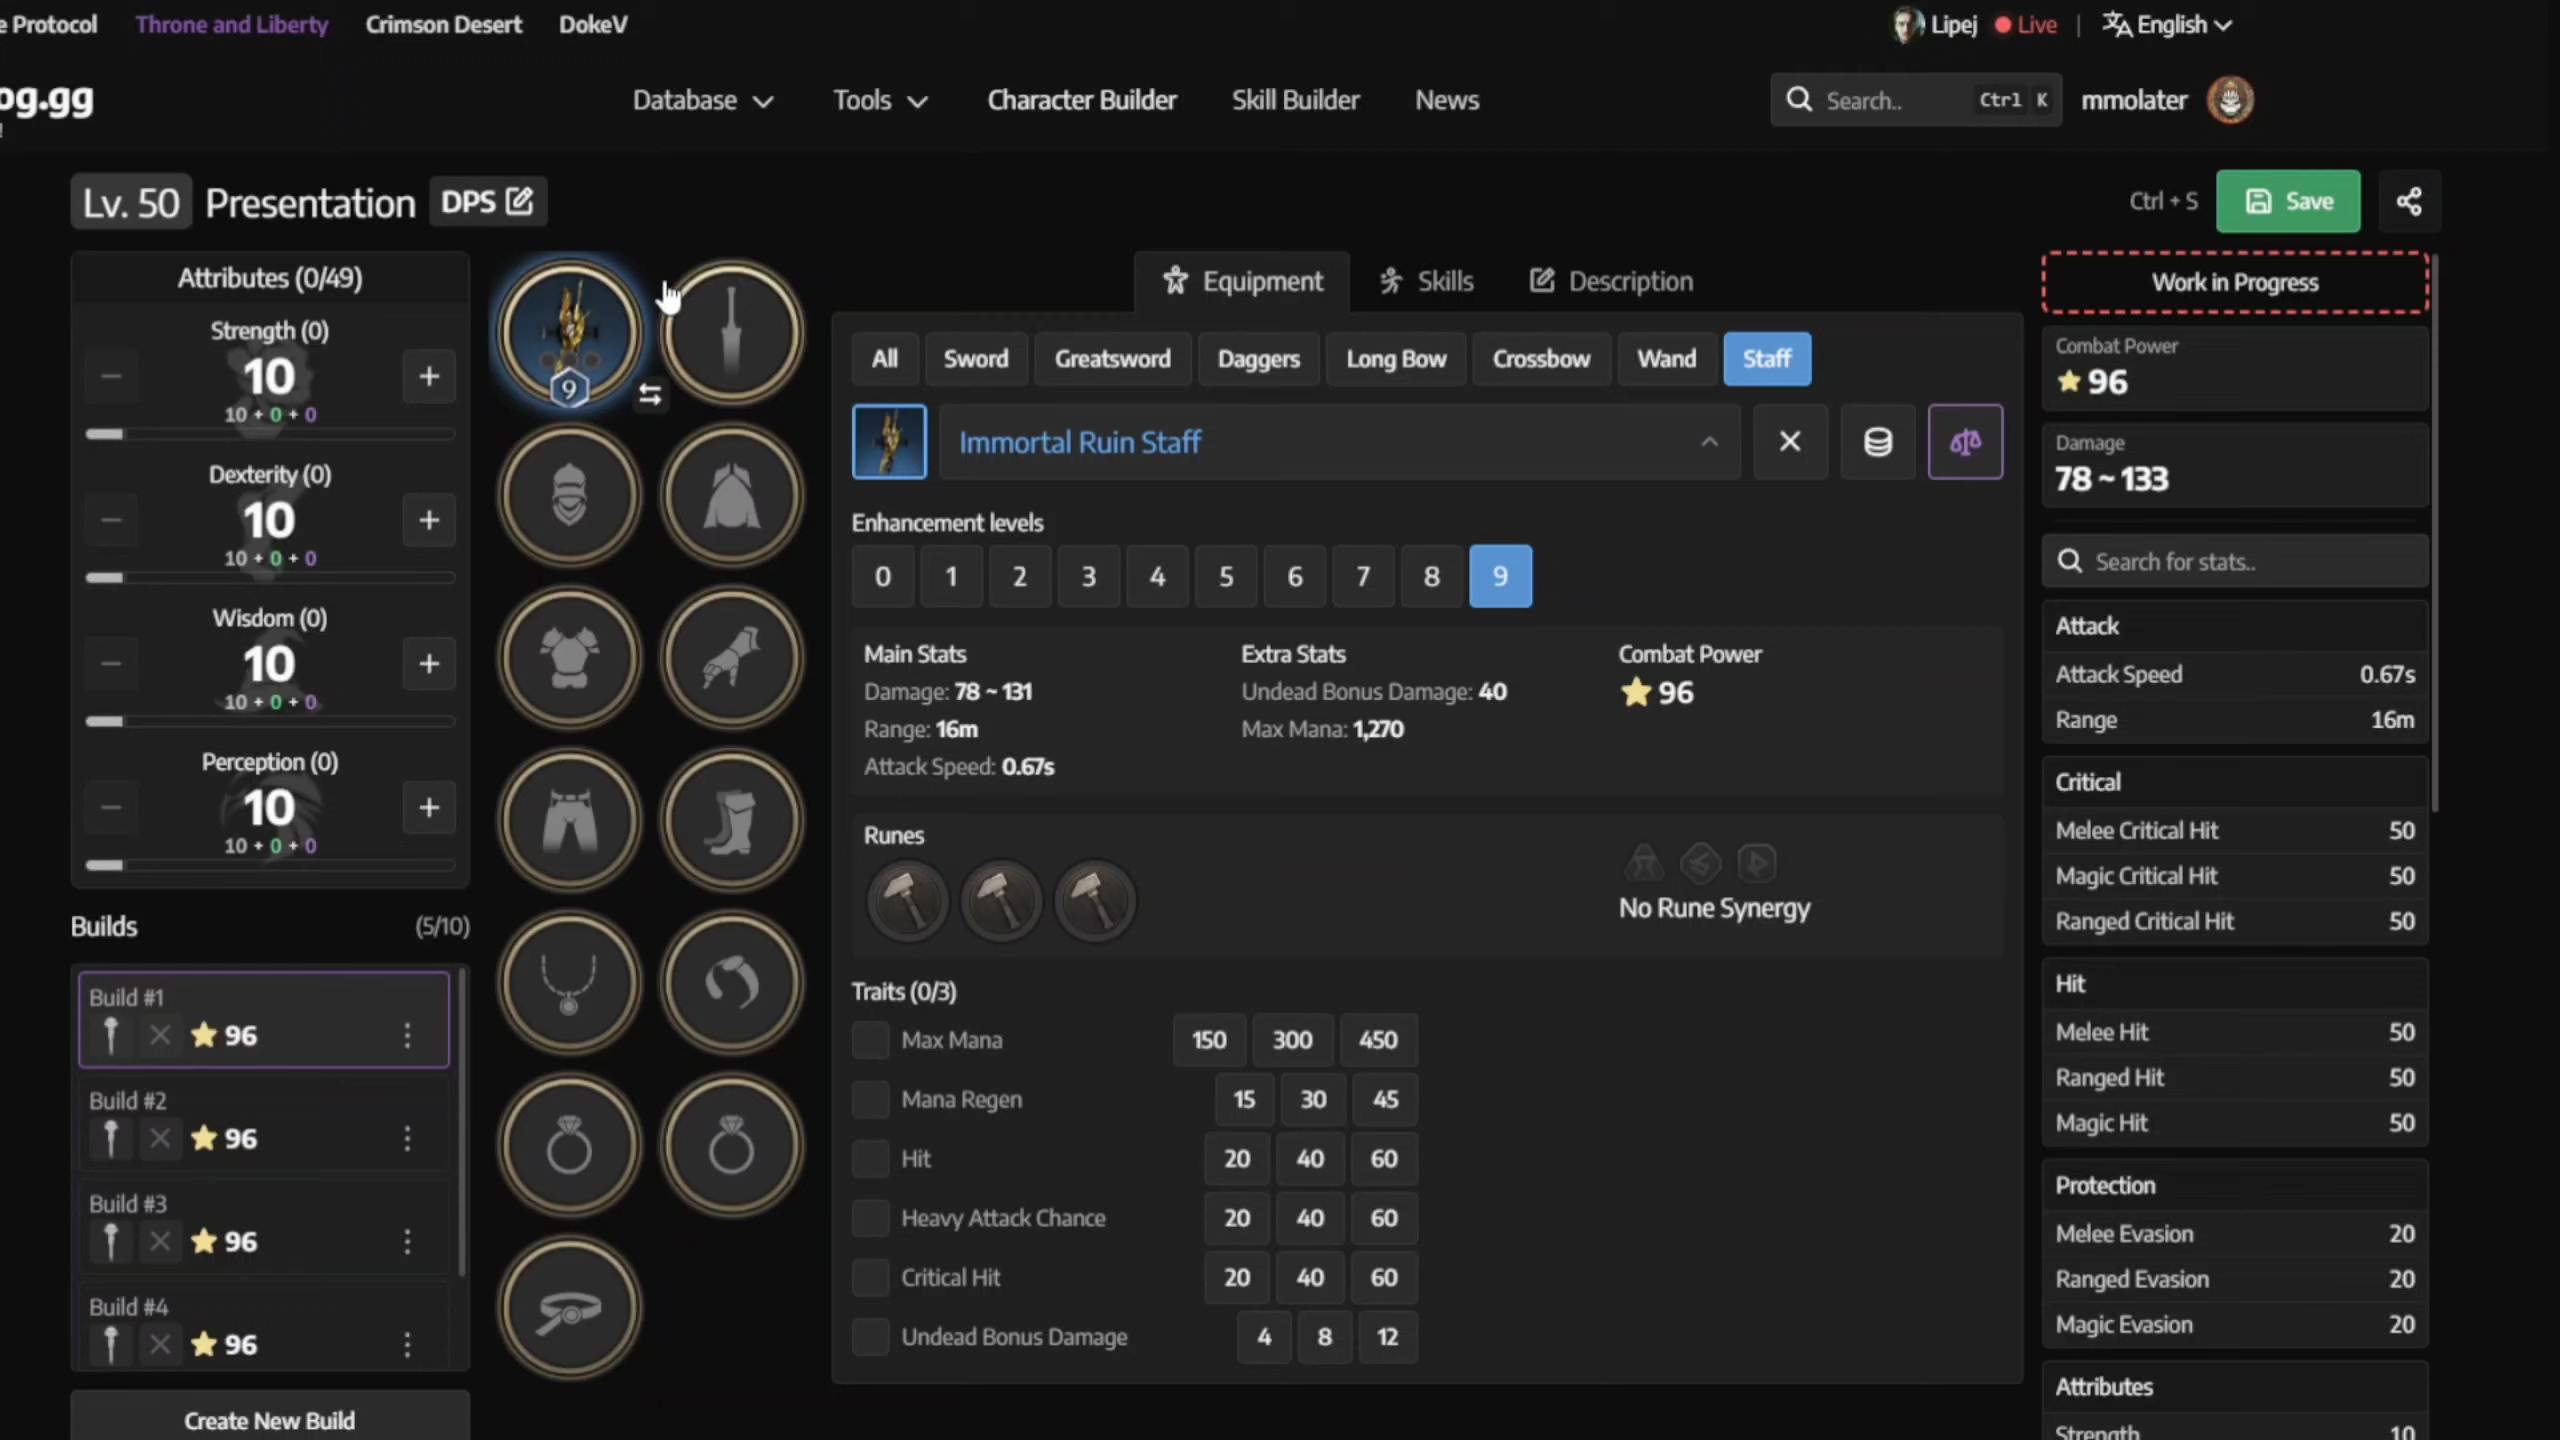 e Protocol Throne and Liberty Crimson Desert DokeV Lipej Live | English
og.gg Database Tools Character Builder Skill Builder News Search.. Ctrl K mmolater
Lv. 50 Presentation DPS Ctrl + S Save
Attributes (0/49)
Strength (0)
10
10 + 0 + 0
Dexterity (0)
10
10 + 0 + 0
Wisdom (0)
10
10 + 0 + 0
Perception (0)
10
10 + 0 + 0
Builds (5/10)
Build #1
96
Build #2
96
Build #3
96
Build #4
96
Create New Build
9
Equipment Skills Description
All Sword Greatsword Daggers Long Bow Crossbow Wand Staff
Immortal Ruin Staff
Enhancement levels
0 1 2 3 4 5 6 7 8 9
Main Stats Extra Stats Combat Power
Damage: 78 ~ 131 Undead Bonus Damage: 40 96
Range: 16m Max Mana: 1,270
Attack Speed: 0.67s
Runes
No Rune Synergy
Traits (0/3)
Max Mana 150 300 450
Mana Regen 15 30 45
Hit 20 40 60
Heavy Attack Chance 20 40 60
Critical Hit 20 40 60
Undead Bonus Damage 4 8 12
Work in Progress
Combat Power
96
Damage
78 ~ 133
Search for stats..
Attack
Attack Speed 0.67s
Range 16m
Critical
Melee Critical Hit 50
Magic Critical Hit 50
Ranged Critical Hit 50
Hit
Melee Hit 50
Ranged Hit 50
Magic Hit 50
Protection
Melee Evasion 20
Ranged Evasion 20
Magic Evasion 20
Attributes
Strength 10